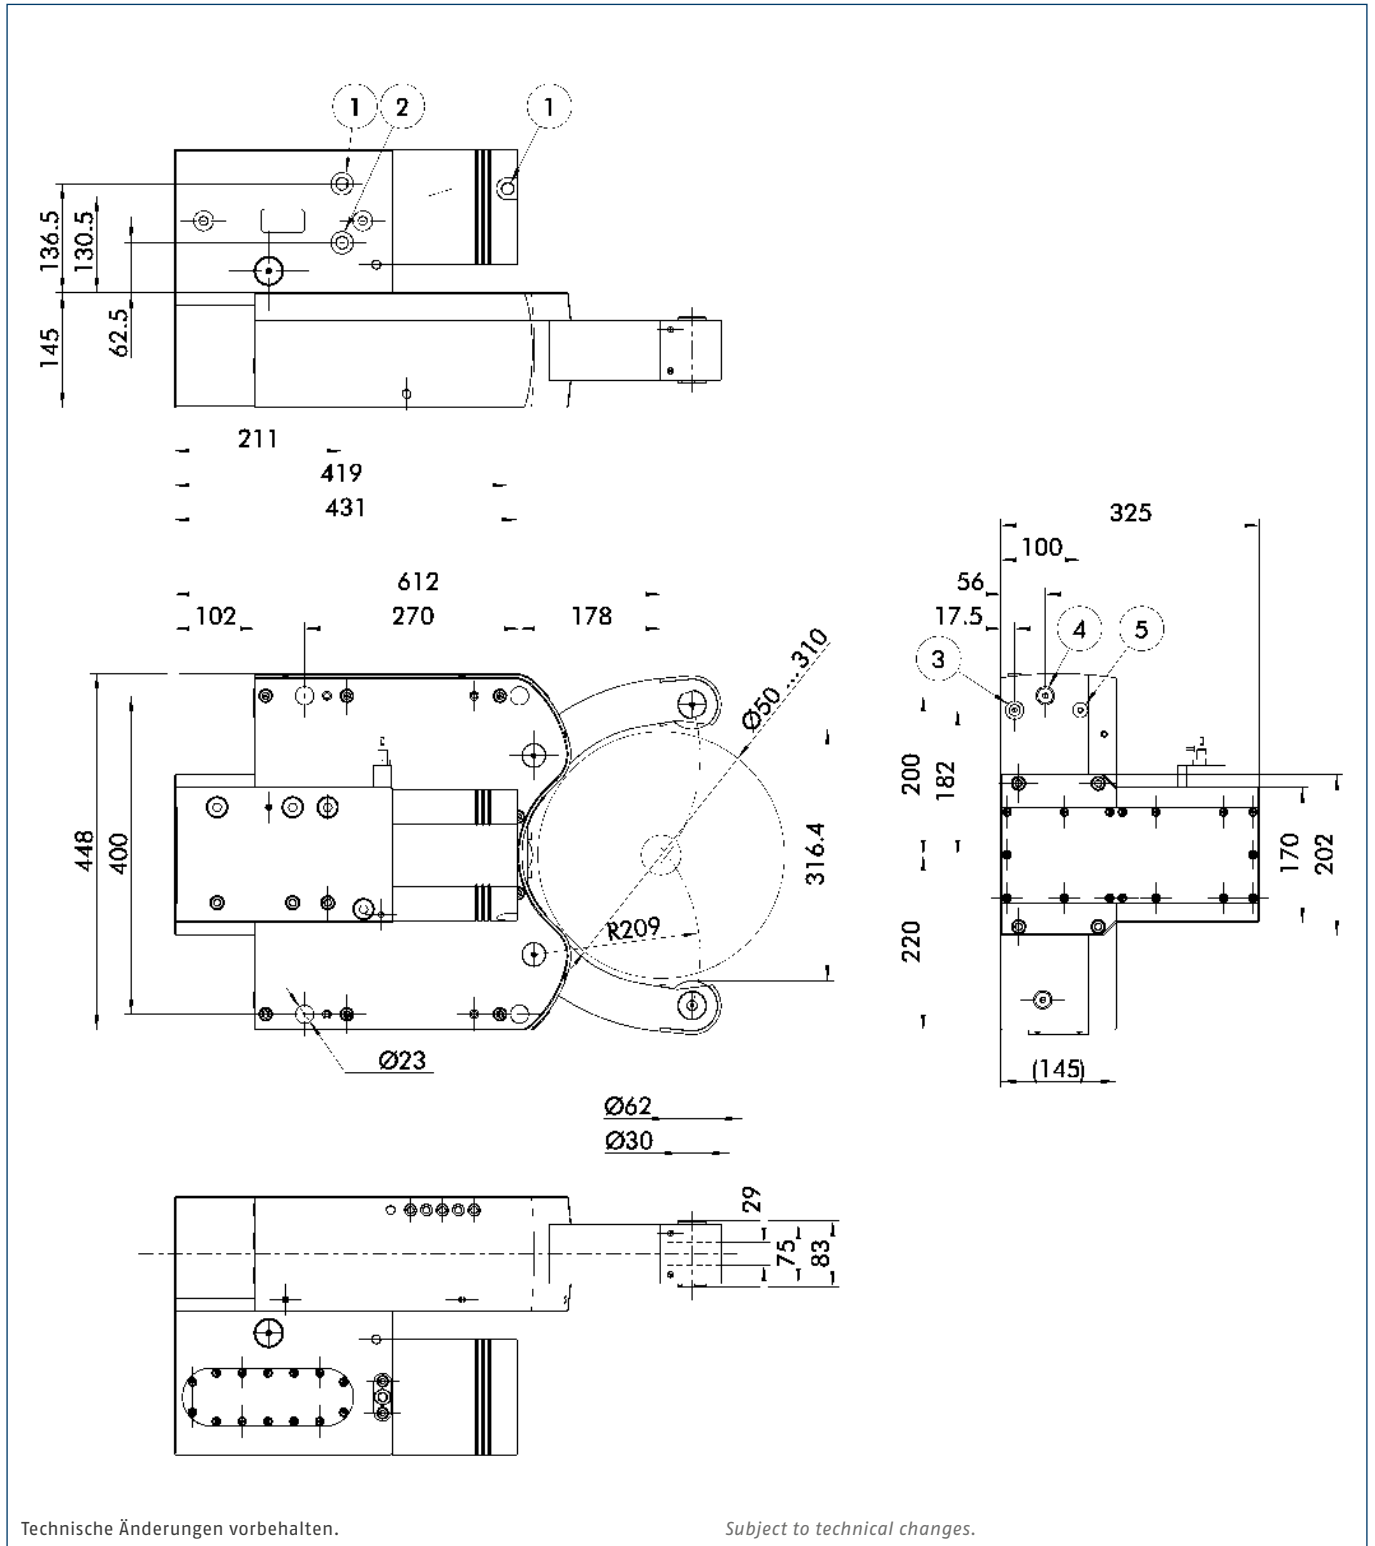 1 2 1
136.5
130.5
62.5
145
211
419
431
612
102 270 178
325
100
56
17.5
3 4 5
Ø50 ... 310
448
400
R209
316.4
200
182
220
170
202
Ø23
(145)
Ø62
Ø30
29
75
83
Technische Änderungen vorbehalten.
Subject to technical changes.